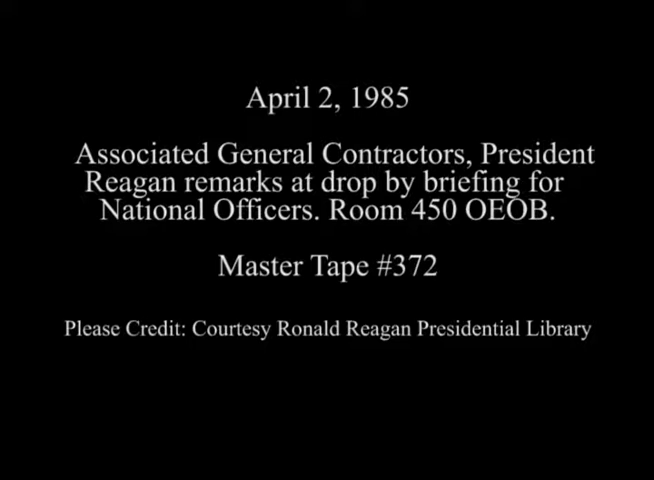 April 2, 1985
Associated General Contractors, President
Reagan remarks at drop by briefing for
National Officers. Room 450 OEOB.
Master Tape #372
Please Credit: Courtesy Ronald Reagan Presidential Library